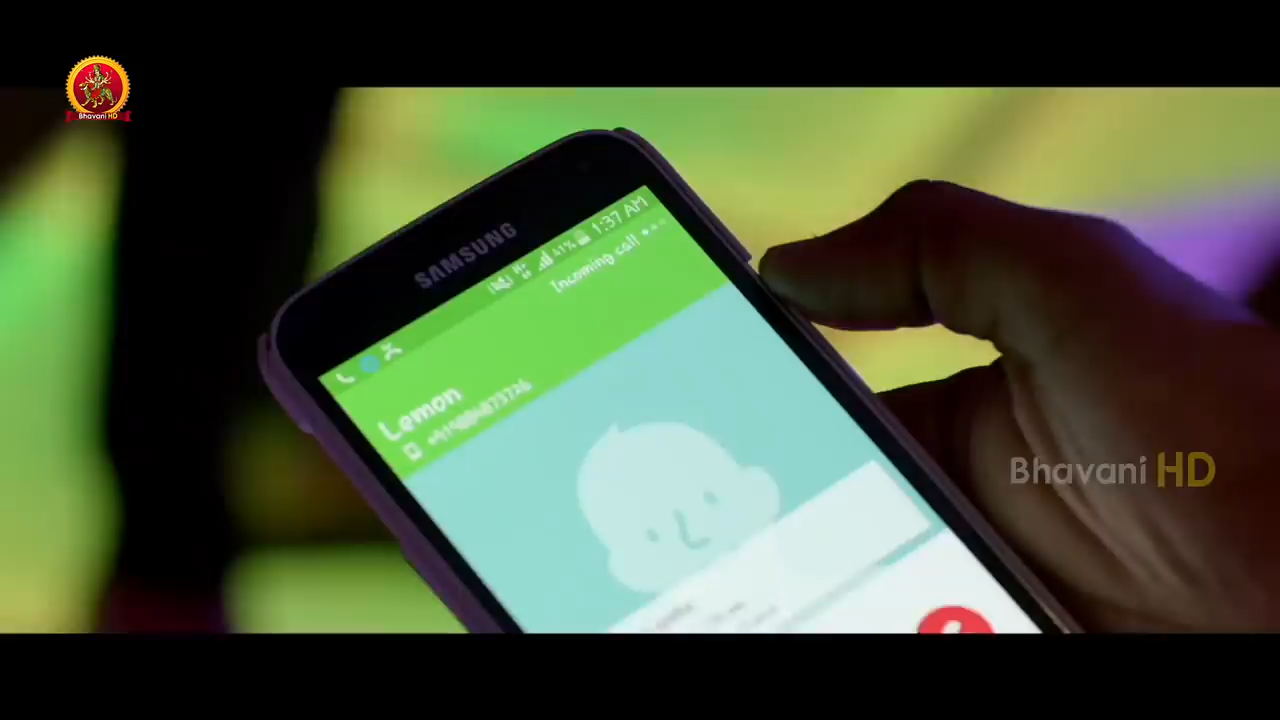 Bhavani HD
SAMSUNG
1:37 AM
Incoming call
Lemon
Bhavani HD